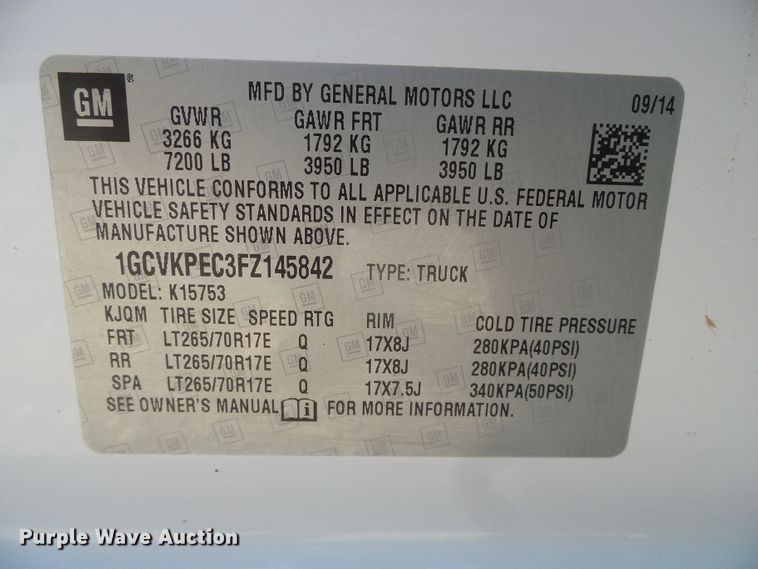 GM
MFD BY GENERAL MOTORS LLC 09/14
GVWR GAWR FRT GAWR RR
3266 KG 1792 KG 1792 KG
7200 LB 3950 LB 3950 LB
THIS VEHICLE CONFORMS TO ALL APPLICABLE U.S. FEDERAL MOTOR
VEHICLE SAFETY STANDARDS IN EFFECT ON THE DATE OF
MANUFACTURE SHOWN ABOVE.
1GCVKPEC3FZ145842 TYPE: TRUCK
MODEL: K15753
KJQM TIRE SIZE SPEED RTG RIM COLD TIRE PRESSURE
FRT LT265/70R17E Q 17X8J 280KPA(40PSI)
RR LT265/70R17E Q 17X8J 280KPA(40PSI)
SPA LT265/70R17E Q 17X7.5J 340KPA(50PSI)
SEE OWNER'S MANUAL i FOR MORE INFORMATION.
Purple Wave Auction